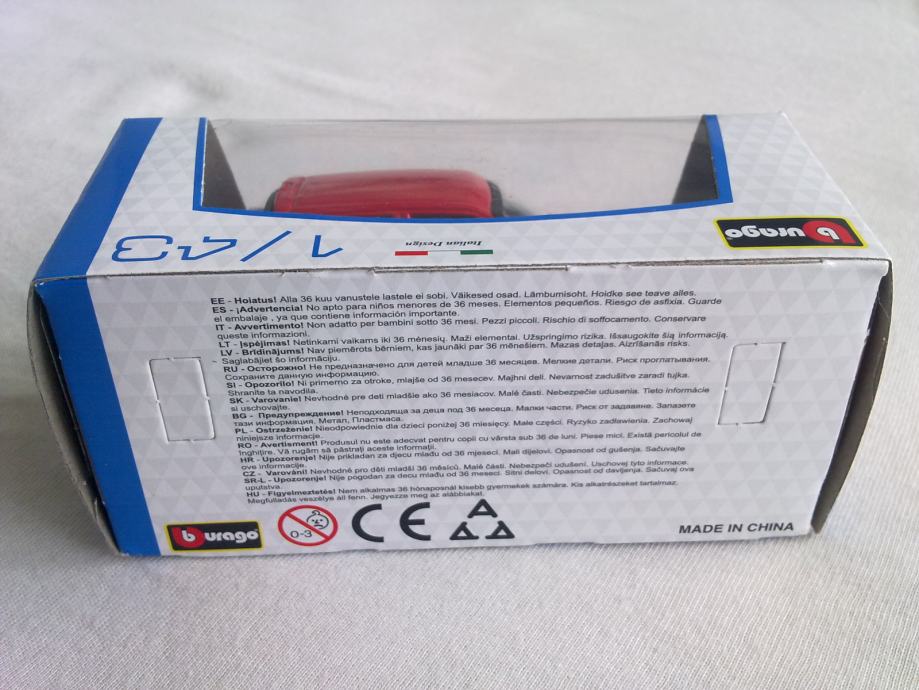 1/43
Italian Design
burago
EE - Hoiatus! Alla 36 kuu vanustele lastele ei sobi. Väikesed osad. Lämbumisoht. Hoidke see teave alles.
ES - ¡Advertencia! No apto para niños menores de 36 meses. Elementos pequeños. Riesgo de asfixia. Guarde
el embalaje , ya que contiene información importante.
IT - Avvertimento! Non adatto per bambini sotto 36 mesi. Pezzi piccoli. Rischio di soffocamento. Conservare
queste informazioni.
LT - Įspėjimas! Netinkami vaikams iki 36 mėnesių. Maži elementai. Užspringimo rizika. Išsaugokite šią informaciją.
LV - Brīdinājums! Nav piemērots bērniem, kas jaunāki par 36 mēnešiem. Mazas detaļas. Aizrīšanās risks.
Saglabājiet šo informāciju.
RU - Осторожно! Не предназначено для детей младше 36 месяцев. Мелкие детали. Риск проглатывания.
Сохраните данную информацию.
SI - Opozorilo! Ni primerno za otroke, mlajše od 36 mesecev. Majhni deli. Nevarnost zadušitve zaradi tujka.
Shranite ta navodila.
SK - Varovanie! Nevhodné pre deti mladšie ako 36 mesiacov. Malé časti. Nebezpečie udusenia. Tieto informácie
si uschovajte.
BG - Предупреждение! Неподходяща за деца под 36 месеца. Малки части. Риск от задавяне. Запазете
тази информация. Метал, Пластмаса.
PL - Ostrzeżenie! Nieodpowiednie dla dzieci poniżej 36 miesięcy. Małe części. Ryzyko zadławienia. Zachowaj
niniejsze informacje.
RO - Avertisment! Produsul nu este adecvat pentru copii cu vârsta sub 36 de luni. Piese mici. Există pericolul de
înghițire. Vă rugăm să păstrați aceste informații.
HR - Upozorenje! Nije prikladan za djecu mlađu od 36 mjeseci. Mali dijelovi. Opasnost od gušenja. Sačuvajte
ove informacije.
CZ - Varování! Nevhodné pro děti mladší 36 měsíců. Malé části. Nebezpečí udušení. Uschovej tyto informace.
SR-L - Upozorenje! Nije pogodan za decu mlađu od 36 meseci. Sitni delovi. Opasnost od davljenja. Sačuvaj ova
uputstva.
HU - Figyelmeztetés! Nem alkalmas 36 hónaposnál kisebb gyermekek számára. Kis alkatrészeket tartalmaz.
Megfulladás veszélye áll fenn. Jegyezze meg az alábbiakat.
burago
0-3
CE
MADE IN CHINA